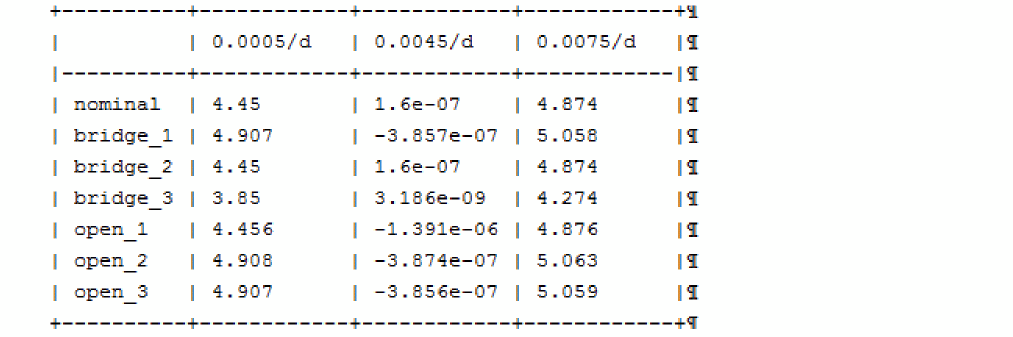 +----------+------------+------------+------------+¶
|          | 0.0005/d   | 0.0045/d   | 0.0075/d   |¶
|----------+------------+------------+------------|¶
| nominal  | 4.45       | 1.6e-07    | 4.874      |¶
| bridge_1 | 4.907      | -3.857e-07 | 5.058      |¶
| bridge_2 | 4.45       | 1.6e-07    | 4.874      |¶
| bridge_3 | 3.85       | 3.186e-09  | 4.274      |¶
| open_1   | 4.456      | -1.391e-06 | 4.876      |¶
| open_2   | 4.908      | -3.874e-07 | 5.063      |¶
| open_3   | 4.907      | -3.856e-07 | 5.059      |¶
+----------+------------+------------+------------+¶